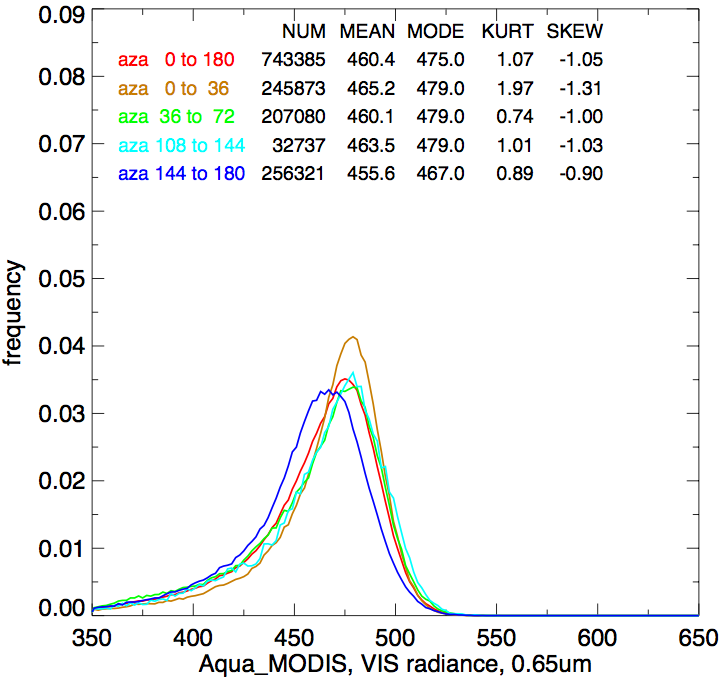 0.09
0.08
0.07
0.06
0.05
0.04
0.03
0.02
0.01
0.00
frequency
NUM MEAN MODE KURT SKEW
aza 0 to 180 743385 460.4 475.0 1.07 -1.05
aza 0 to 36 245873 465.2 479.0 1.97 -1.31
aza 36 to 72 207080 460.1 479.0 0.74 -1.00
aza 108 to 144 32737 463.5 479.0 1.01 -1.03
aza 144 to 180 256321 455.6 467.0 0.89 -0.90
350 400 450 500 550 600 650
Aqua_MODIS, VIS radiance, 0.65um